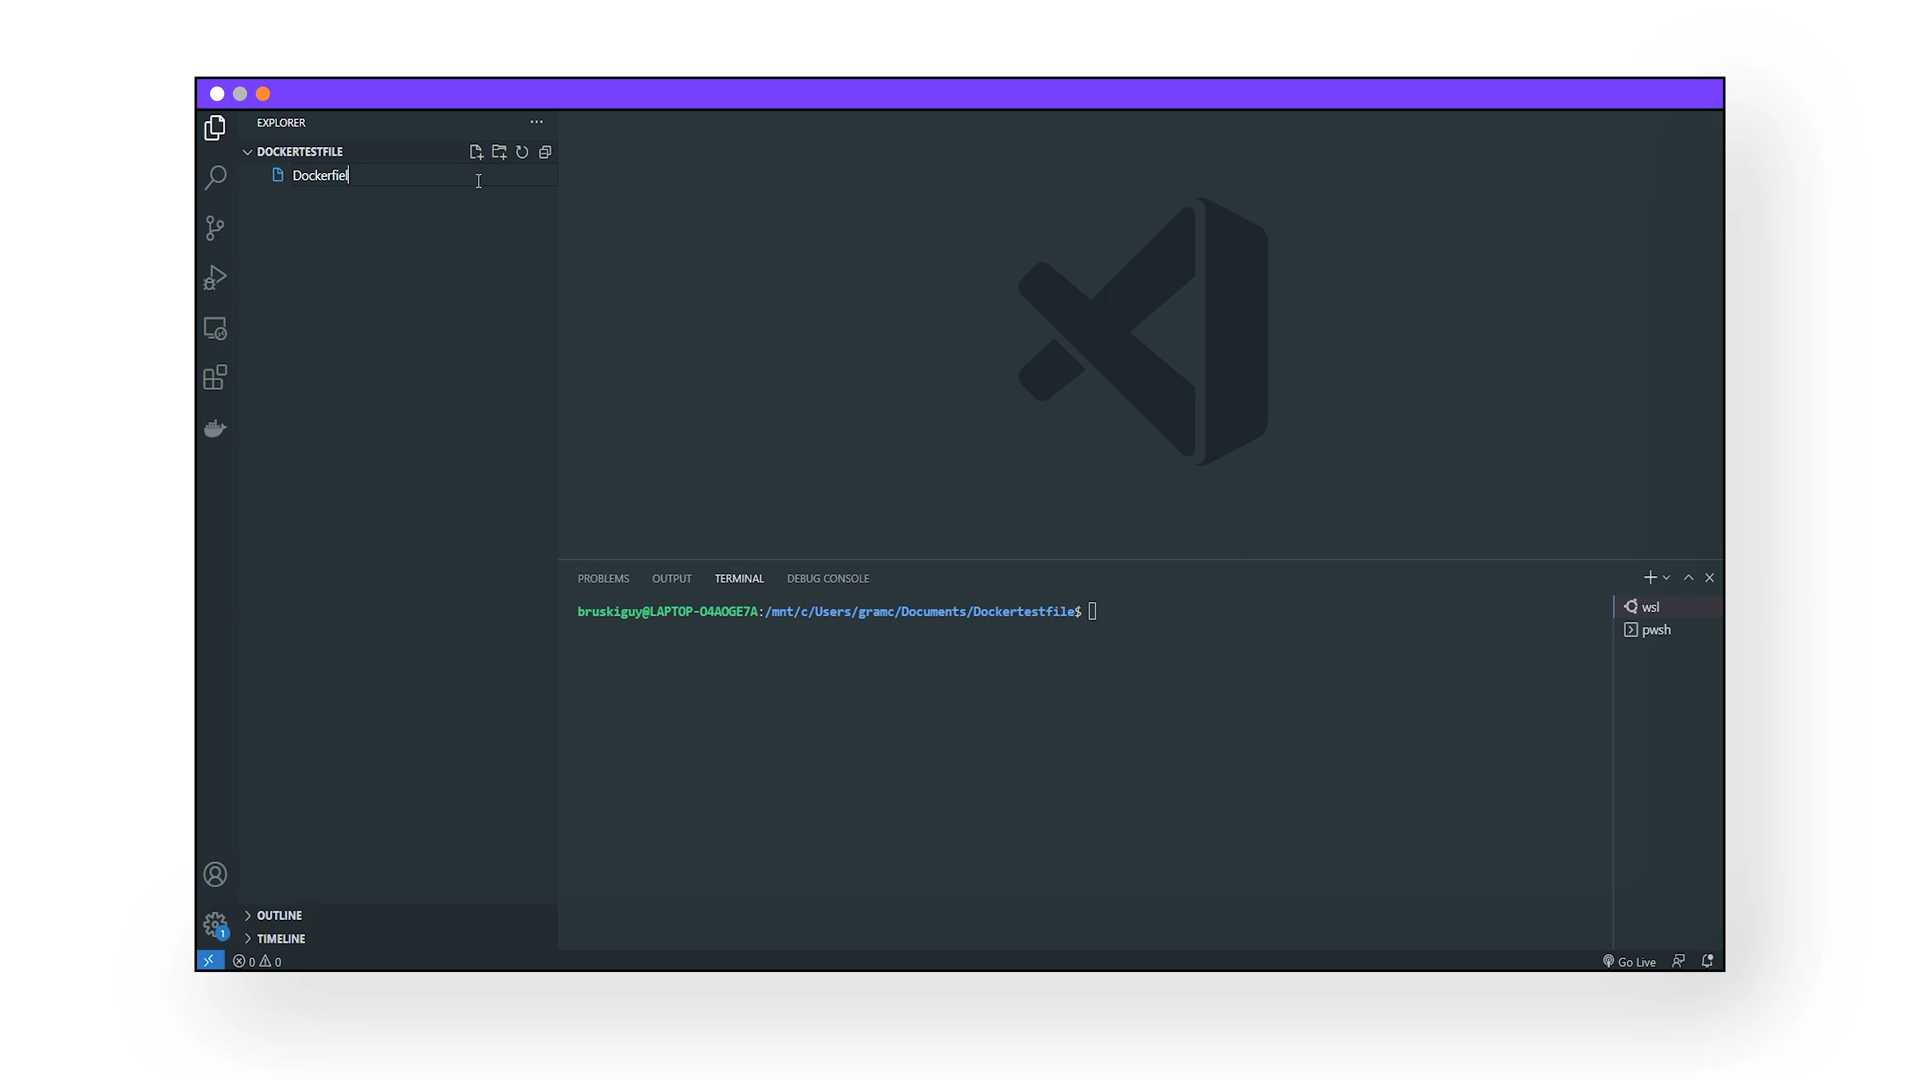 EXPLORER
DOCKERTESTFILE
Dockerfiel
OUTLINE
TIMELINE
PROBLEMS OUTPUT TERMINAL DEBUG CONSOLE
bruskiguy@LAPTOP-O4AOGE7A:/mnt/c/Users/gramc/Documents/Dockertestfile$
wsl
pwsh
1
0 0
Go Live